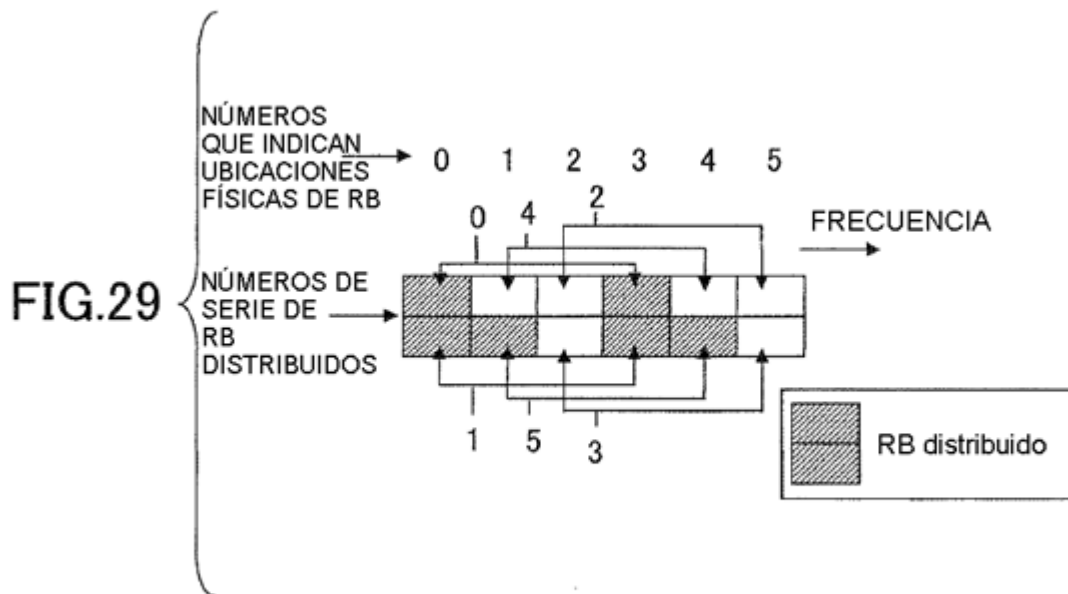 FIG.29
NÚMEROS
QUE INDICAN
UBICACIONES
FÍSICAS DE RB
0 1 2 3 4 5
0 4 2
FRECUENCIA
NÚMEROS DE
SERIE DE
RB
DISTRIBUIDOS
1 5 3
RB distribuido